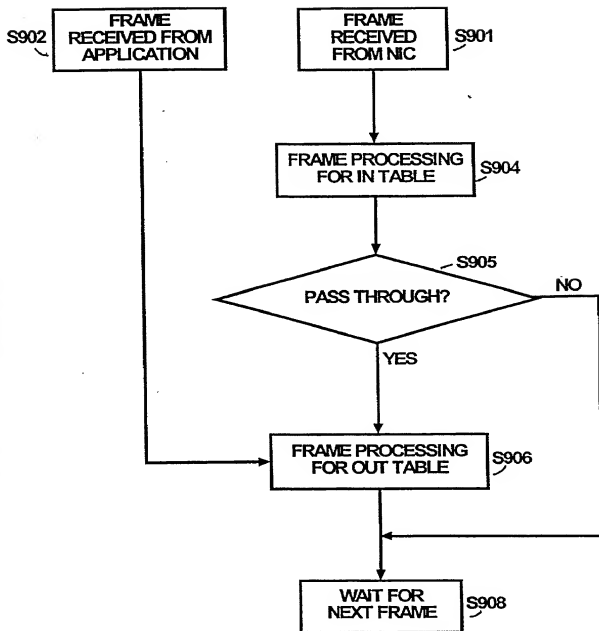 S902
FRAME
RECEIVED FROM
APPLICATION
FRAME
RECEIVED
FROM NIC
S901
FRAME PROCESSING
FOR IN TABLE
S904
S905
PASS THROUGH?
NO
YES
FRAME PROCESSING
FOR OUT TABLE
S906
WAIT FOR
NEXT FRAME
S908